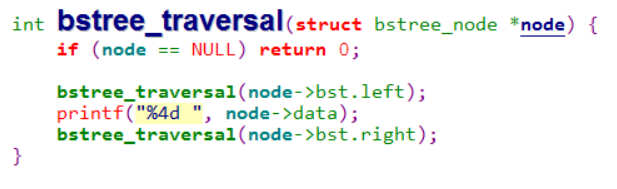 int bstree_traversal(struct bstree_node *node) {
    if (node == NULL) return 0;

    bstree_traversal(node->bst.left);
    printf("%4d ", node->data);
    bstree_traversal(node->bst.right);
}